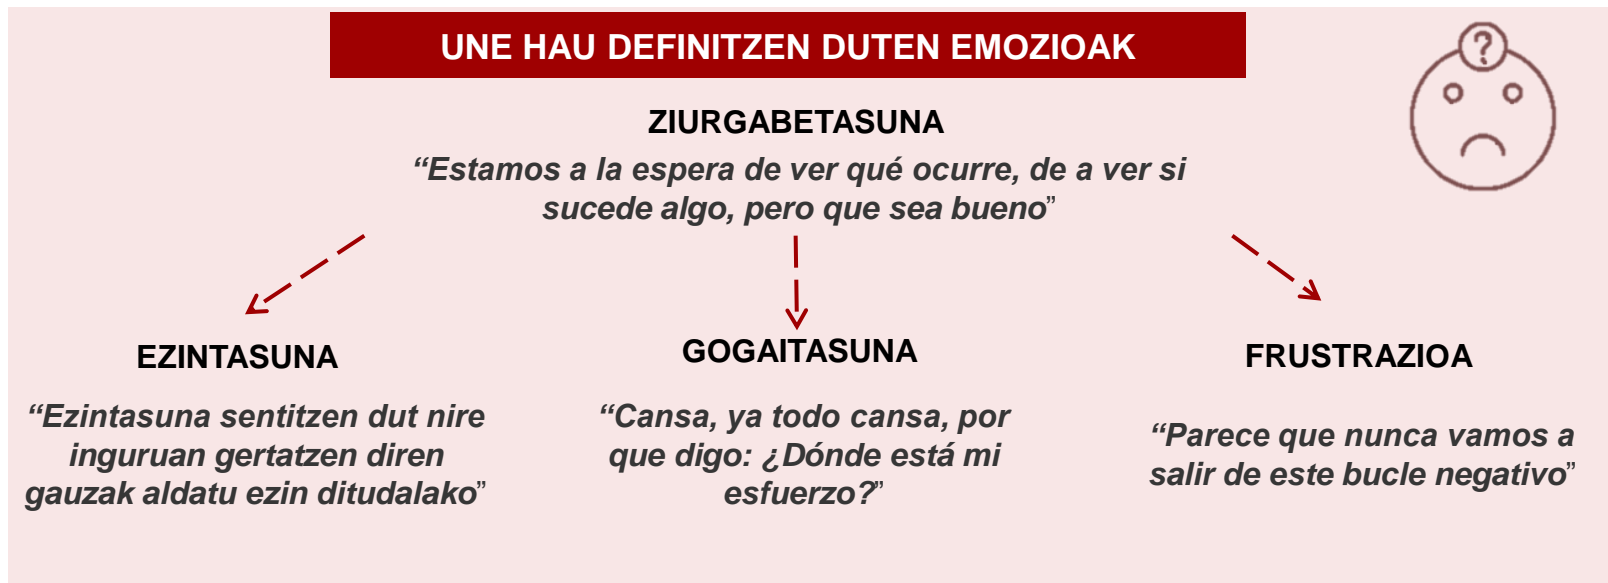 UNE HAU DEFINITZEN DUTEN EMOZIOAK
?
ZIURGABETASUNA
“Estamos a la espera de ver qué ocurre, de a ver si
sucede algo, pero que sea bueno”
EZINTASUNA
“Ezintasuna sentitzen dut nire
inguruan gertatzen diren
gauzak aldatu ezin ditudalako”
GOGAITASUNA
“Cansa, ya todo cansa, por
que digo: ¿Dónde está mi
esfuerzo?”
FRUSTRAZIOA
“Parece que nunca vamos a
salir de este bucle negativo”